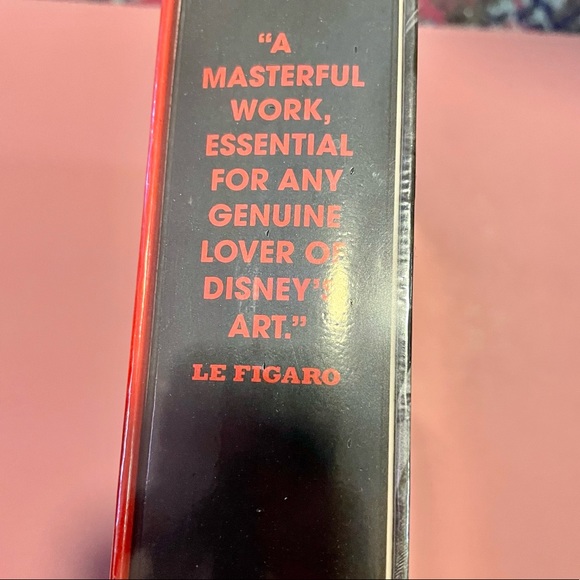 “A
MASTERFUL
WORK,
ESSENTIAL
FOR ANY
GENUINE
LOVER OF
DISNEY’S
ART.”
LE FIGARO